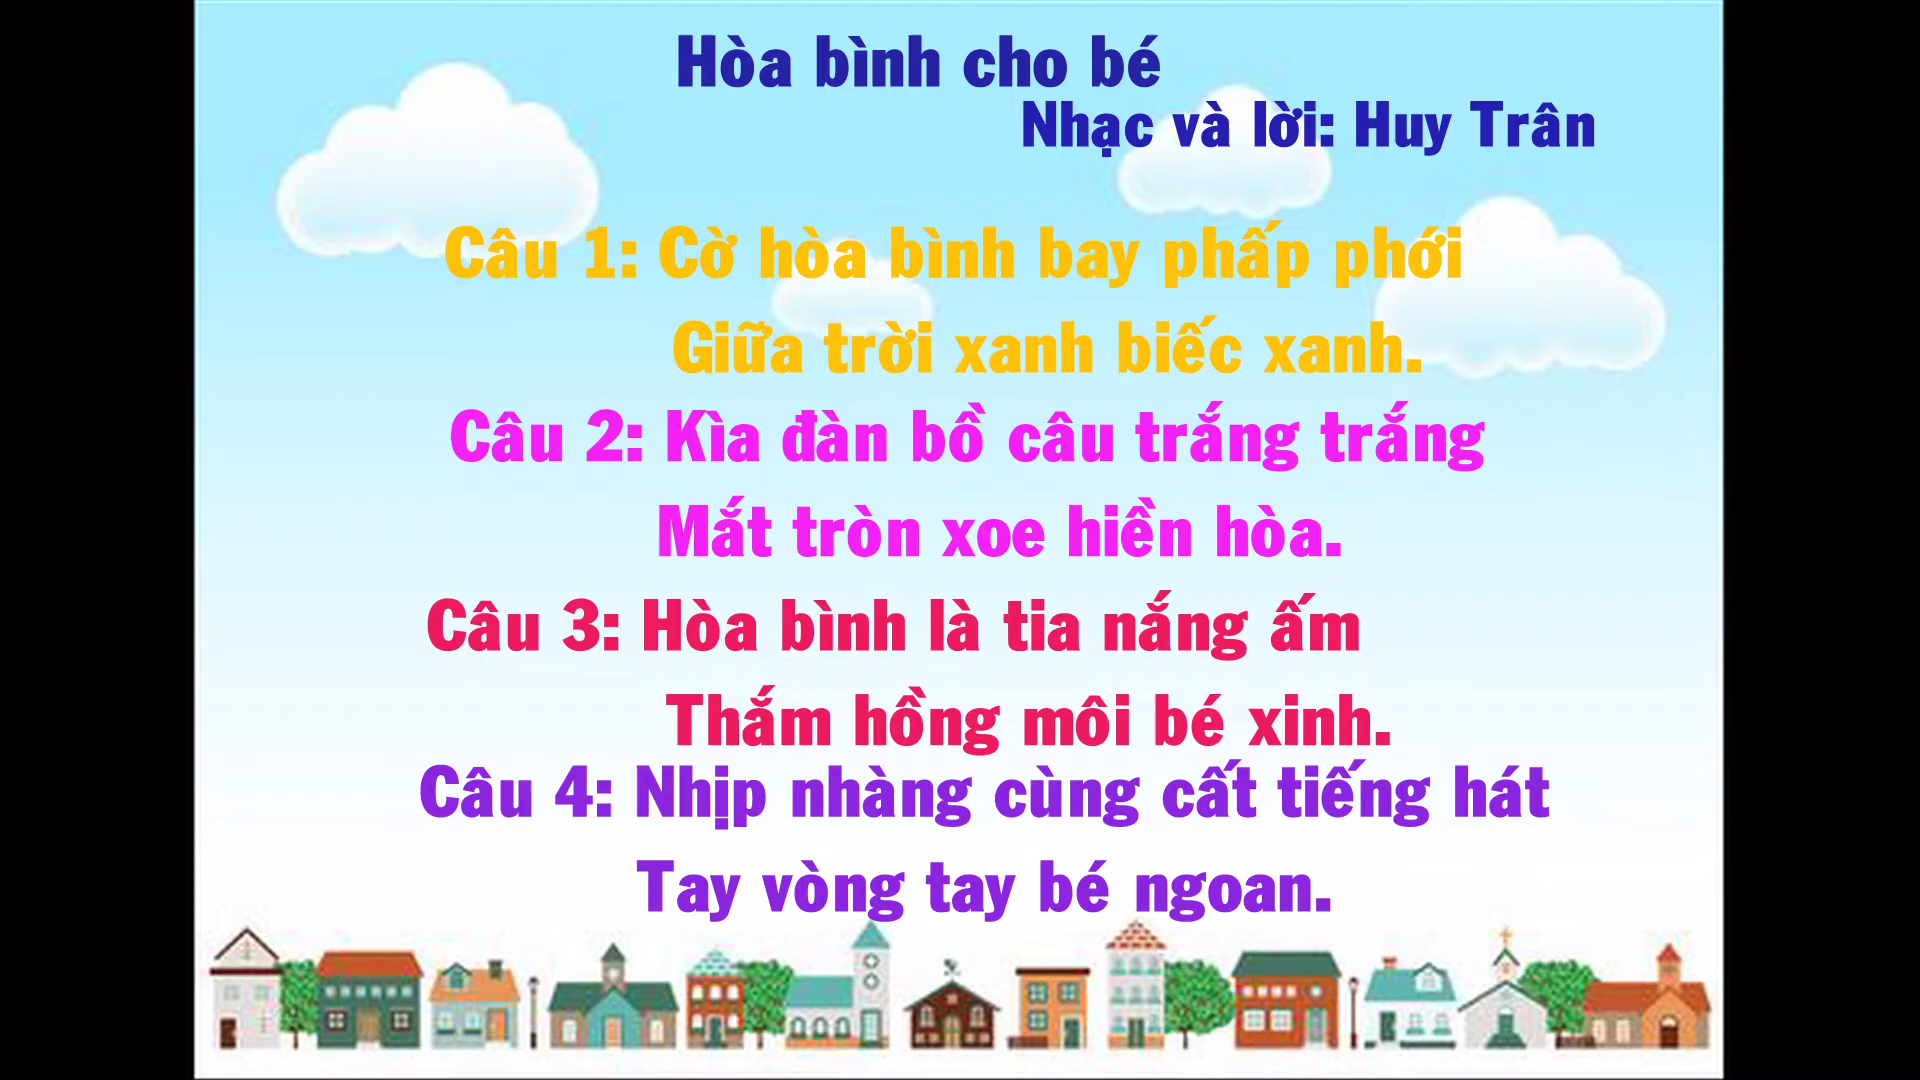 Hòa bình cho bé
Nhạc và lời: Huy Trân
Câu 1: Cờ hòa bình bay phấp phới
Giữa trời xanh biếc xanh.
Câu 2: Kìa đàn bồ câu trắng trắng
Mắt tròn xoe hiền hòa.
Câu 3: Hòa bình là tia nắng ấm
Thắm hồng môi bé xinh.
Câu 4: Nhịp nhàng cùng cất tiếng hát
Tay vòng tay bé ngoan.